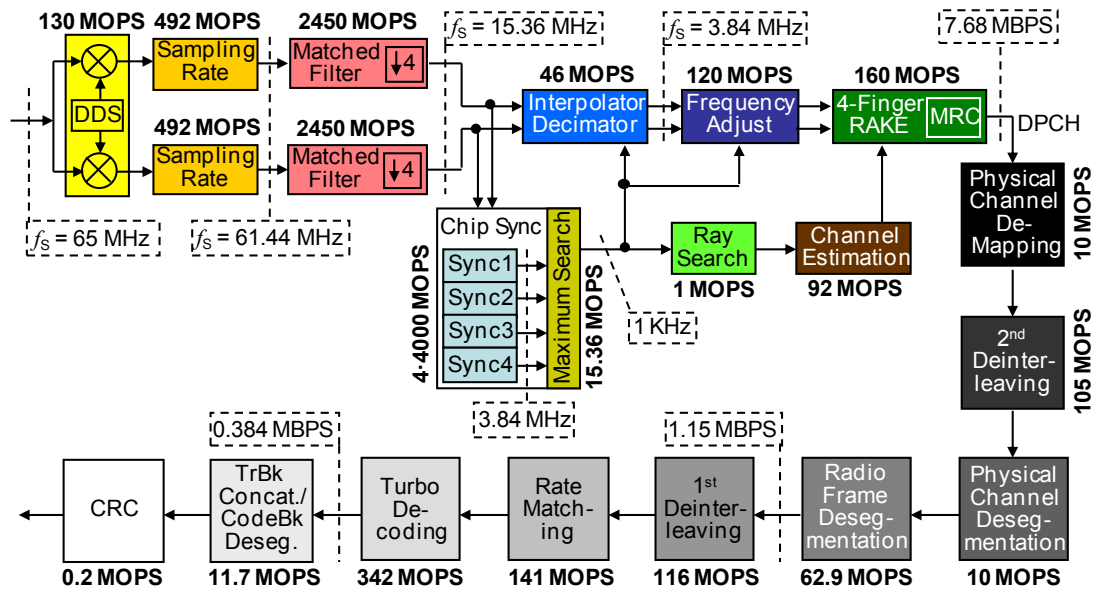 130 MOPS
492 MOPS
2450 MOPS
fS = 15.36 MHz
fS = 3.84 MHz
7.68 MBPS
DDS
Sampling
Rate
Matched
Filter
↓4
46 MOPS
Interpolator
Decimator
120 MOPS
Frequency
Adjust
160 MOPS
4-Finger
RAKE
MRC
DPCH
492 MOPS
Sampling
Rate
2450 MOPS
Matched
Filter
↓4
fS = 65 MHz
fS = 61.44 MHz
Physical
Channel
De-
Mapping
10 MOPS
Chip Sync
Sync1
Sync2
Sync3
Sync4
4·4000 MOPS
Maximum Search
15.36 MOPS
Ray
Search
1 MOPS
Channel
Estimation
92 MOPS
1 KHz
3.84 MHz
2nd
Deinter-
leaving
105 MOPS
0.384 MBPS
1.15 MBPS
CRC
0.2 MOPS
TrBk
Concat./
CodeBk
Deseg.
11.7 MOPS
Turbo
De-
coding
342 MOPS
Rate
Match-
ing
141 MOPS
1st
Deinter-
leaving
116 MOPS
Radio
Frame
Deseg-
mentation
62.9 MOPS
Physical
Channel
Deseg-
mentation
10 MOPS